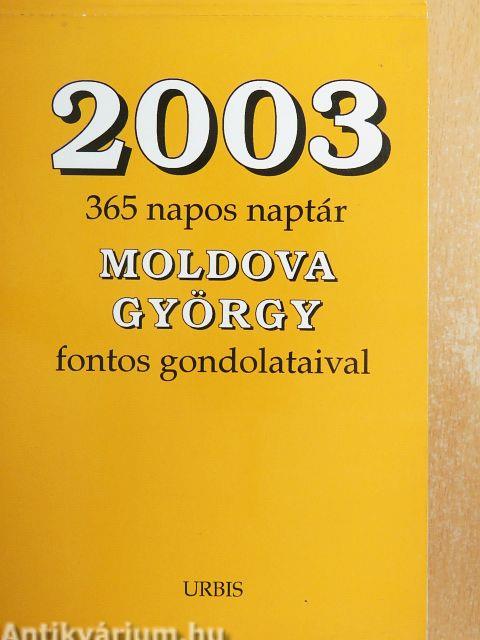 2003
365 napos naptár
MOLDOVA
GYÖRGY
fontos gondolataival
URBIS
Antikvárium.hu